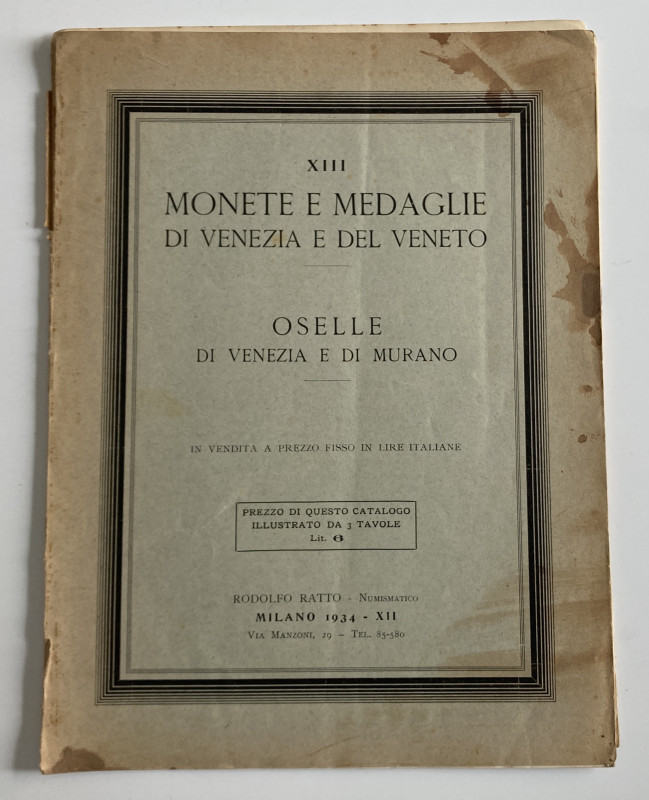 XIII
MONETE E MEDAGLIE
DI VENEZIA E DEL VENETO
OSELLE
DI VENEZIA E DI MURANO
IN VENDITA A PREZZO FISSO IN LIRE ITALIANE
PREZZO DI QUESTO CATALOGO
ILLUSTRATO DA 3 TAVOLE
Lit. 6
RODOLFO RATTO - Numismatico
MILANO 1934 - XII
Via Manzoni, 29 - Tel. 85-580